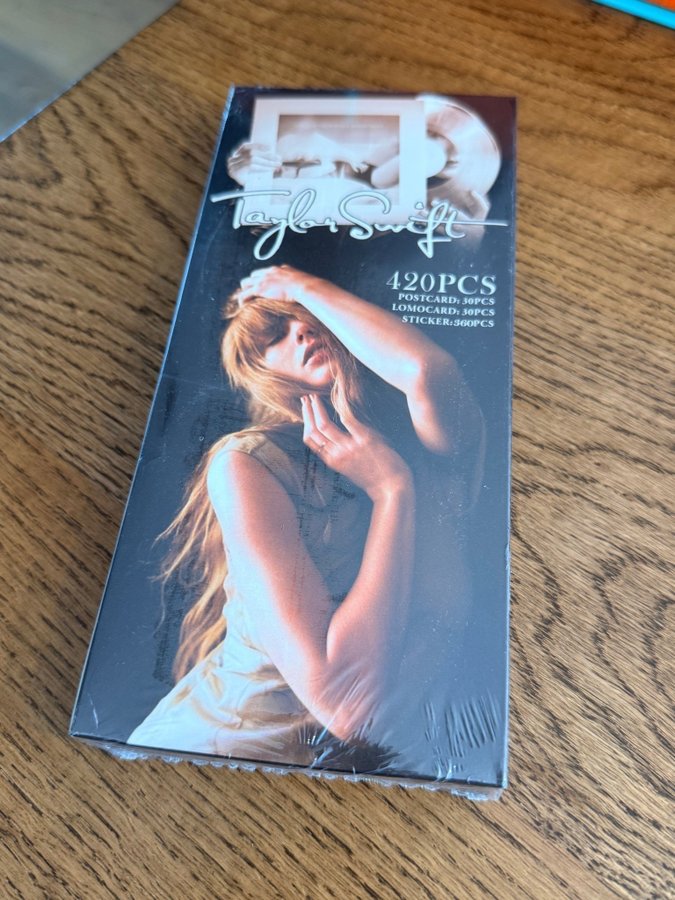 Taylor Swift
420PCS
POSTCARD: 30PCS
LOMOCARD: 30PCS
STICKER: 360PCS